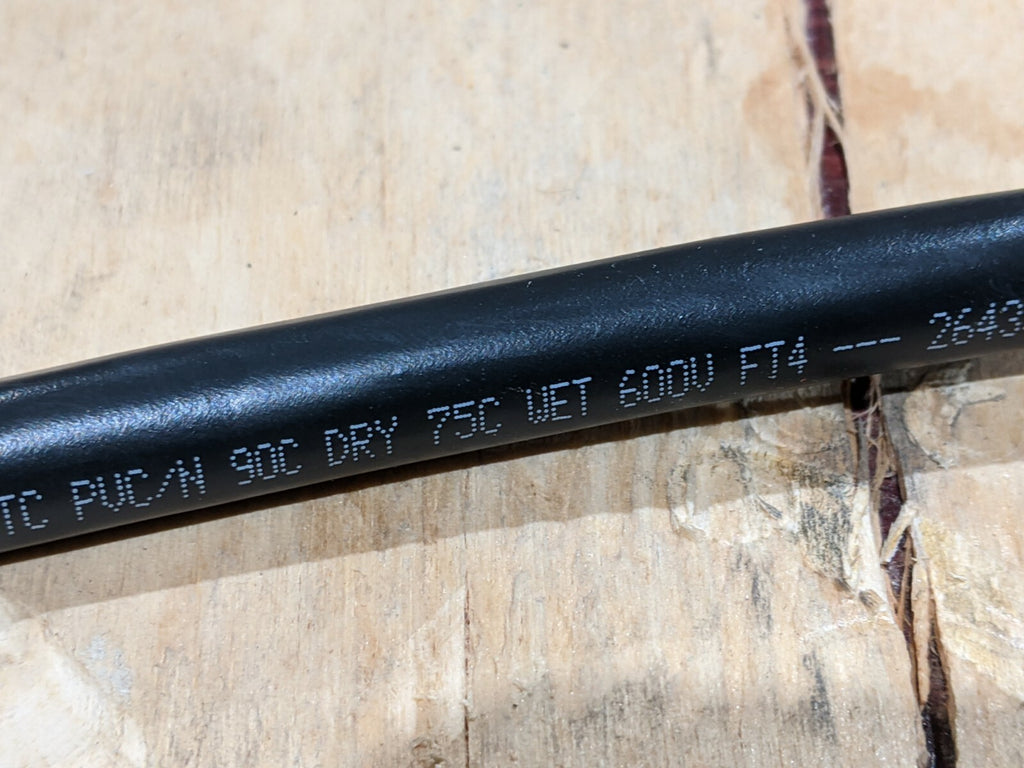 TC PVC/N 90C DRY 75C WET 600V FT4 --- 2643